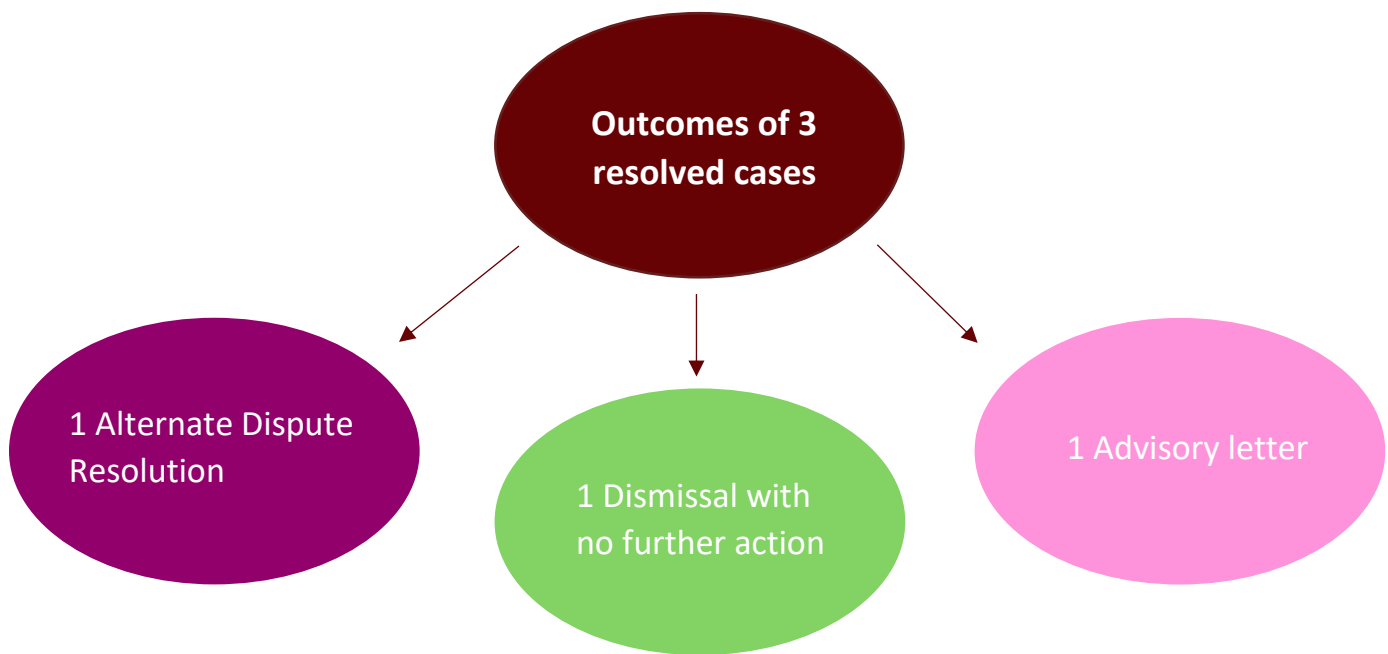 Outcomes of 3
resolved cases
1 Alternate Dispute
Resolution
1 Dismissal with
no further action
1 Advisory letter